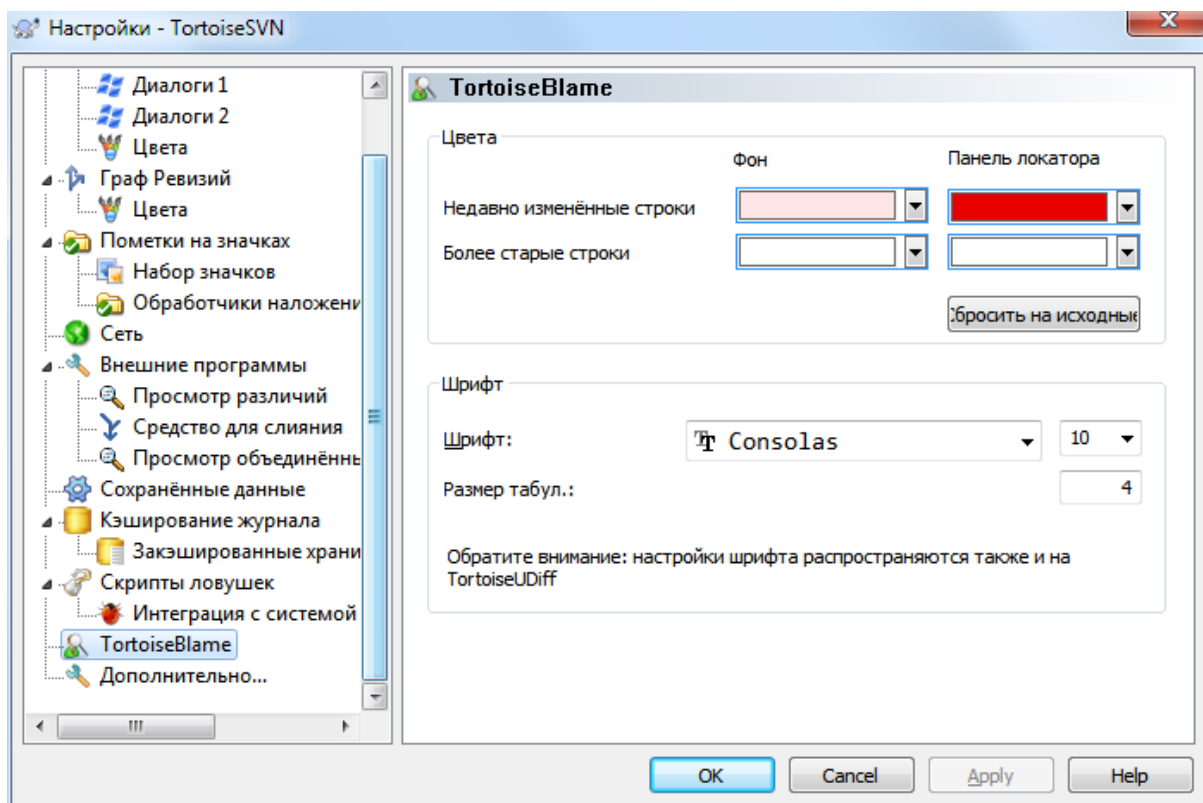 Настройки - TortoiseSVN
Диалоги 1
Диалоги 2
Цвета
Граф Ревизий
Цвета
Пометки на значках
Набор значков
Обработчики наложени
Сеть
Внешние программы
Просмотр различий
Средство для слияния
Просмотр объединённь
Сохранённые данные
Кэширование журнала
Закэшированные храни
Скрипты ловушек
Интеграция с системой
TortoiseBlame
Дополнительно...
TortoiseBlame
Цвета
Фон Панель локатора
Недавно изменённые строки
Более старые строки
Сбросить на исходные
Шрифт
Шрифт: Consolas 10
Размер табул.: 4
Обратите внимание: настройки шрифта распространяются также и на
TortoiseUDiff
OK Cancel Apply Help